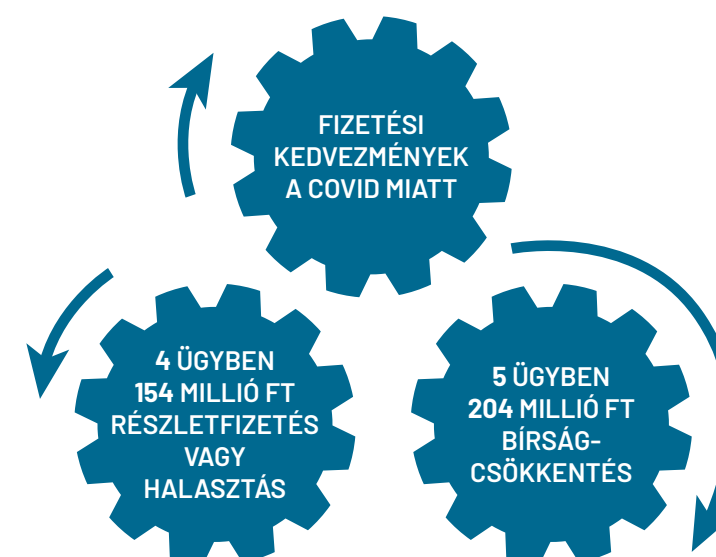 FIZETÉSI
KEDVEZMÉNYEK
A COVID MIATT
4 ÜGYBEN
154 MILLIÓ FT
RÉSZLETFIZETÉS
VAGY
HALASZTÁS
5 ÜGYBEN
204 MILLIÓ FT
BÍRSÁG-
CSÖKKENTÉS